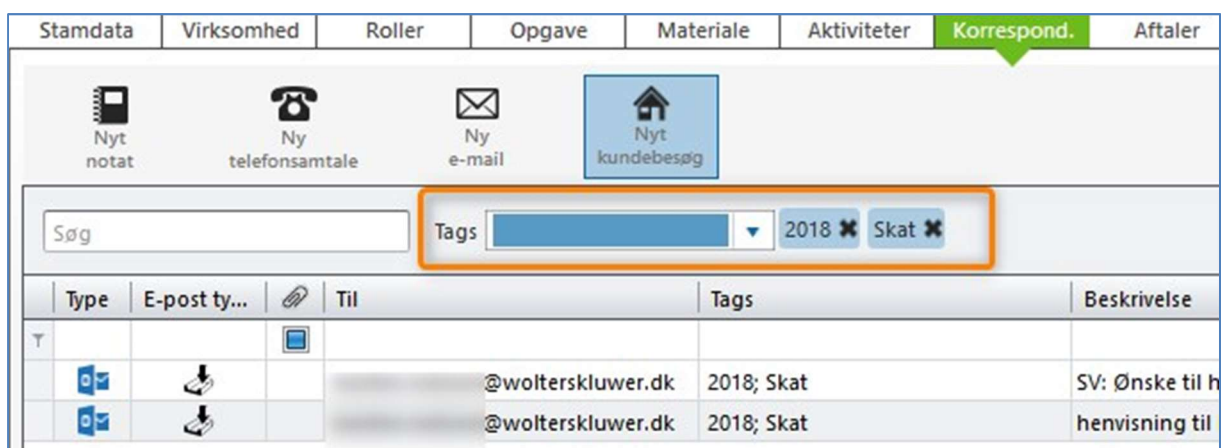 Stamdata Virksomhed Roller Opgave Materiale Aktiviteter Korrespond. Aftaler
Nyt notat
Ny telefonsamtale
Ny e-mail
Nyt kundebesøg
Søg Tags 2018 Skat
Type E-post ty... Til Tags Beskrivelse
@wolterskluwer.dk 2018; Skat SV: Ønske til h
@wolterskluwer.dk 2018; Skat henvisning til